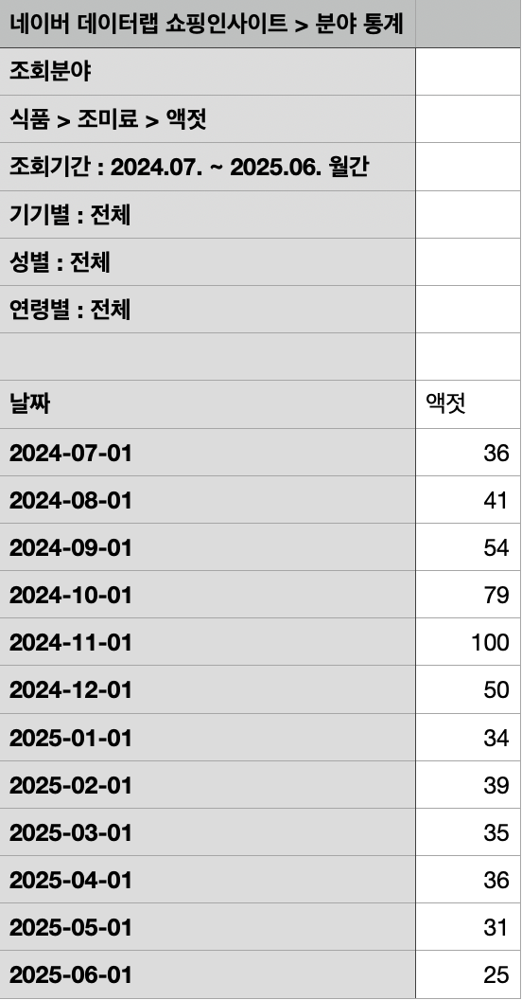 네이버 데이터랩 쇼핑인사이트 > 분야 통계
조회분야
식품 > 조미료 > 액젓
조회기간 : 2024.07. ~ 2025.06. 월간
기기별 : 전체
성별 : 전체
연령별 : 전체
날짜 액젓
2024-07-01 36
2024-08-01 41
2024-09-01 54
2024-10-01 79
2024-11-01 100
2024-12-01 50
2025-01-01 34
2025-02-01 39
2025-03-01 35
2025-04-01 36
2025-05-01 31
2025-06-01 25